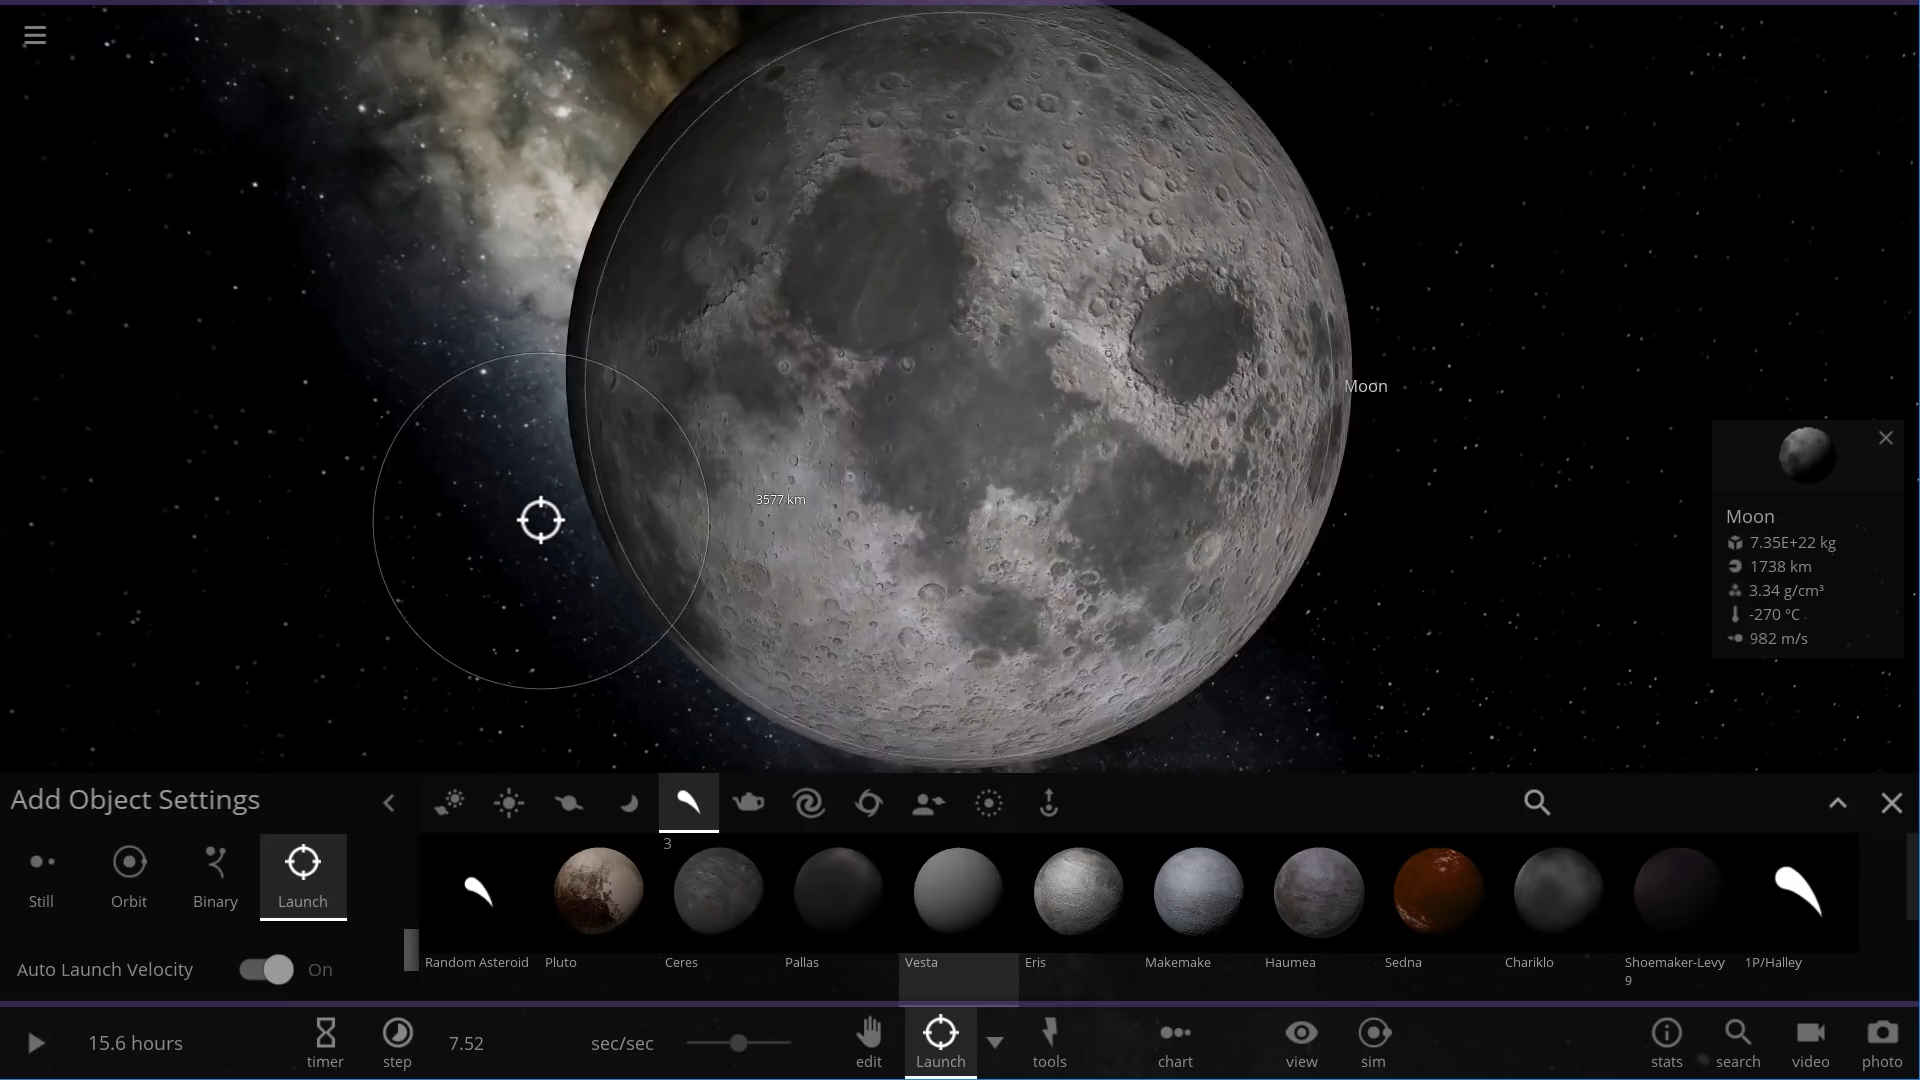 Moon
3577 km
Moon
7.35E+22 kg
1738 km
3.34 g/cm³
-270 °C
982 m/s
Add Object Settings
3
Still
Orbit
Binary
Launch
Auto Launch Velocity
On
Random Asteroid
Pluto
Ceres
Pallas
Vesta
Eris
Makemake
Haumea
Sedna
Chariklo
Shoemaker-Levy
9
1P/Halley
15.6 hours
timer
step
7.52
sec/sec
edit
Launch
tools
chart
view
sim
stats
search
video
photo